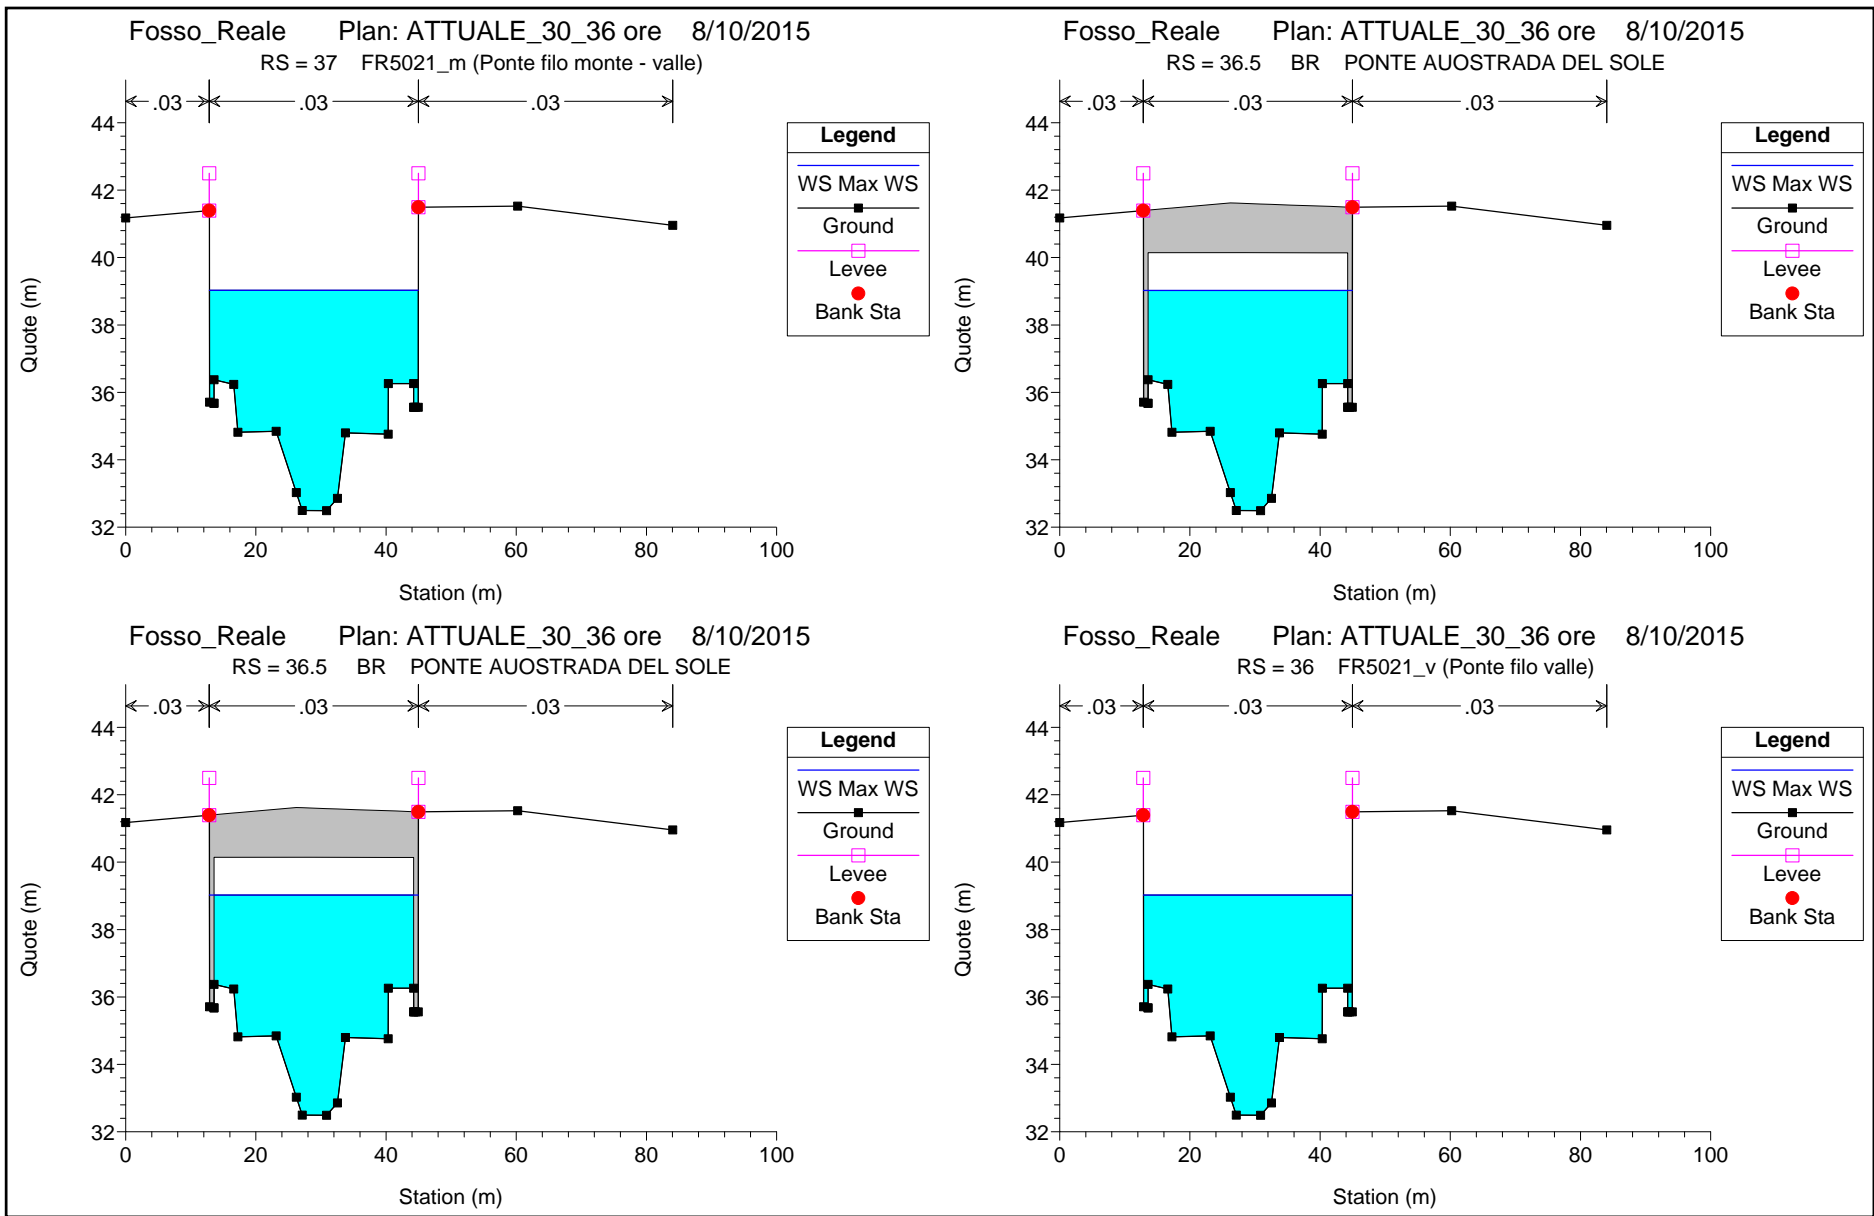 Fosso_Reale Plan: ATTUALE_30_36 ore 8/10/2015
RS = 37 FR5021_m (Ponte filo monte - valle)
.03 .03 .03
44
42
40
38
36
34
32
0 20 40 60 80 100
Quote (m)
Station (m)
Legend
WS Max WS
Ground
Levee
Bank Sta
Fosso_Reale Plan: ATTUALE_30_36 ore 8/10/2015
RS = 36.5 BR PONTE AUOSTRADA DEL SOLE
.03 .03 .03
44
42
40
38
36
34
32
0 20 40 60 80 100
Quote (m)
Station (m)
Legend
WS Max WS
Ground
Levee
Bank Sta
Fosso_Reale Plan: ATTUALE_30_36 ore 8/10/2015
RS = 36.5 BR PONTE AUOSTRADA DEL SOLE
.03 .03 .03
44
42
40
38
36
34
32
0 20 40 60 80 100
Quote (m)
Station (m)
Legend
WS Max WS
Ground
Levee
Bank Sta
Fosso_Reale Plan: ATTUALE_30_36 ore 8/10/2015
RS = 36 FR5021_v (Ponte filo valle)
.03 .03 .03
44
42
40
38
36
34
32
0 20 40 60 80 100
Quote (m)
Station (m)
Legend
WS Max WS
Ground
Levee
Bank Sta